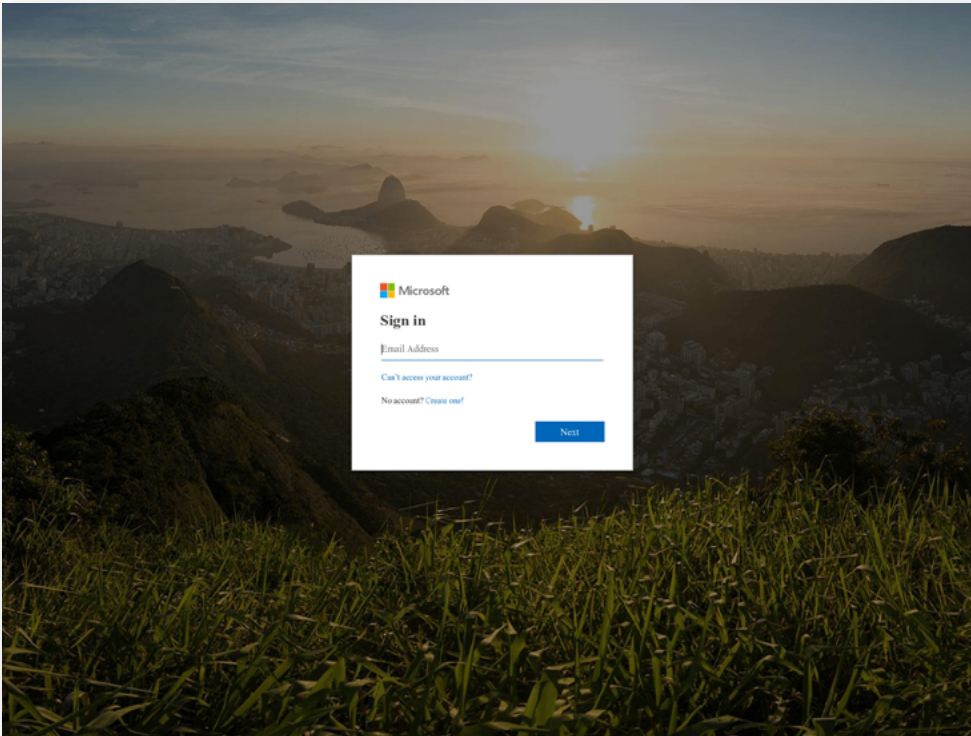 Microsoft
Sign in
Email Address
Can't access your account?
No account? Create one!
Next